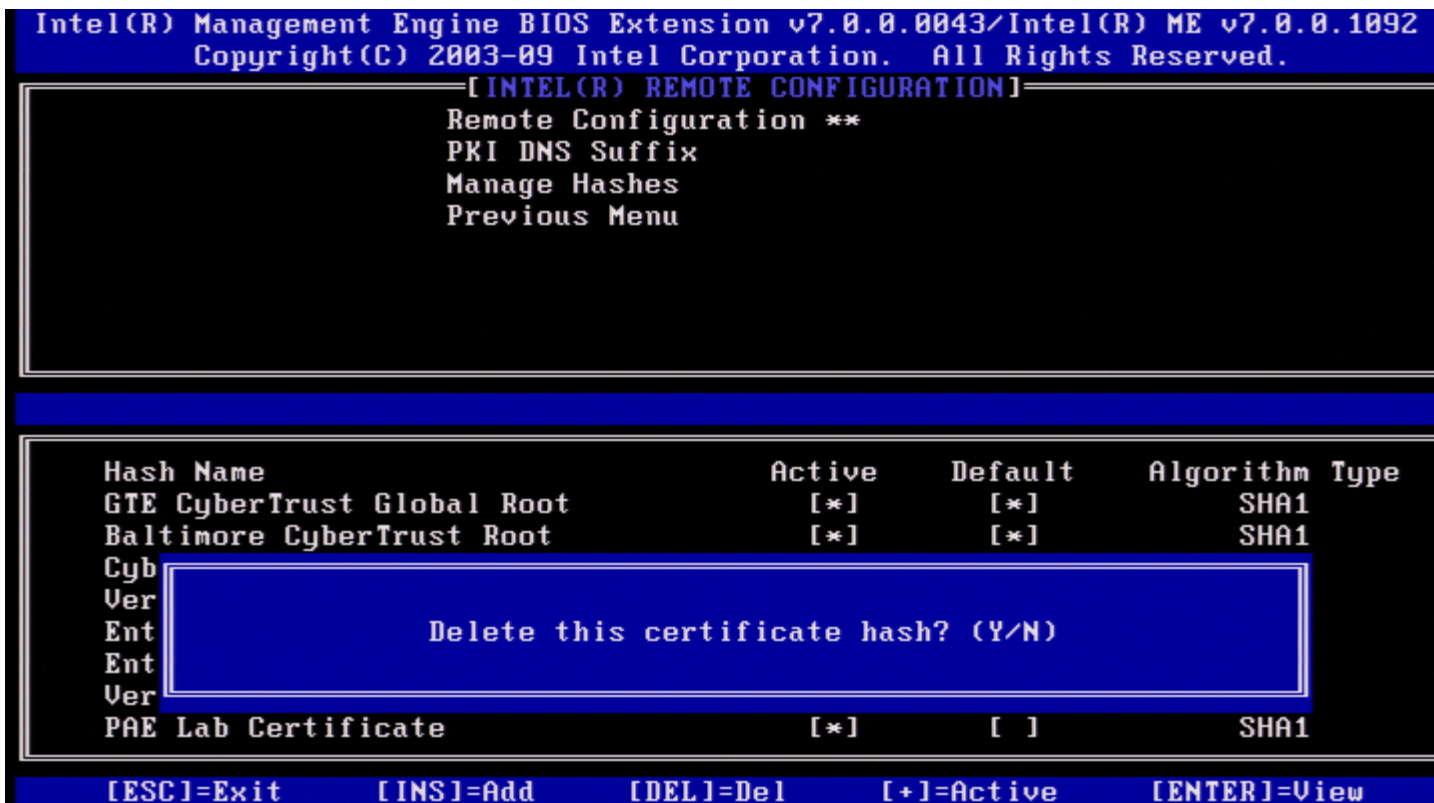 Intel(R) Management Engine BIOS Extension v7.0.0.0043/Intel(R) ME v7.0.0.1092
Copyright(C) 2003-09 Intel Corporation. All Rights Reserved.
[INTEL(R) REMOTE CONFIGURATION]
Remote Configuration **
PKI DNS Suffix
Manage Hashes
Previous Menu
Hash Name Active Default Algorithm Type
GTE CyberTrust Global Root [*] [*] SHA1
Baltimore CyberTrust Root [*] [*] SHA1
Cyb
Ver
Ent
Delete this certificate hash? (Y/N)
Ent
Ver
PAE Lab Certificate [*] [ ] SHA1
[ESC]=Exit [INS]=Add [DEL]=Del [+]=Active [ENTER]=View